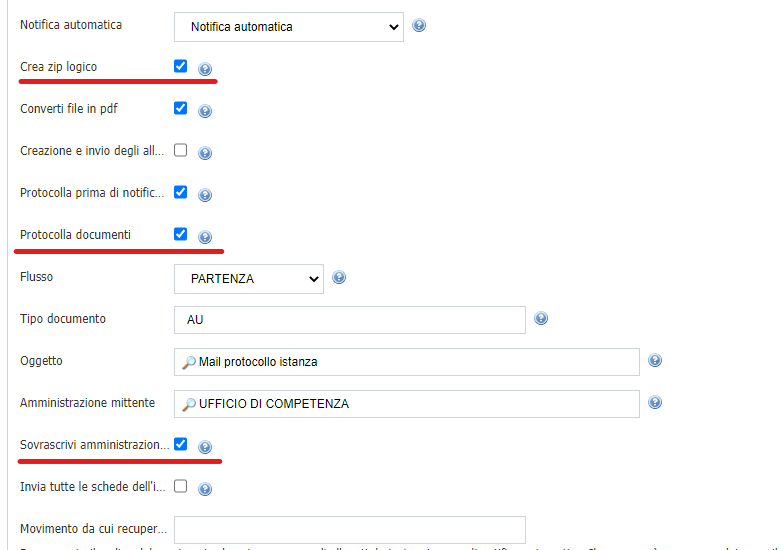 Notifica automatica Notifica automatica
Crea zip logico
Converti file in pdf
Creazione e invio degli all...
Protocolla prima di notific...
Protocolla documenti
Flusso PARTENZA
Tipo documento AU
Oggetto Mail protocollo istanza
Amministrazione mittente UFFICIO DI COMPETENZA
Sovrascrivi amministrazion...
Invia tutte le schede dell'i...
Movimento da cui recuper...